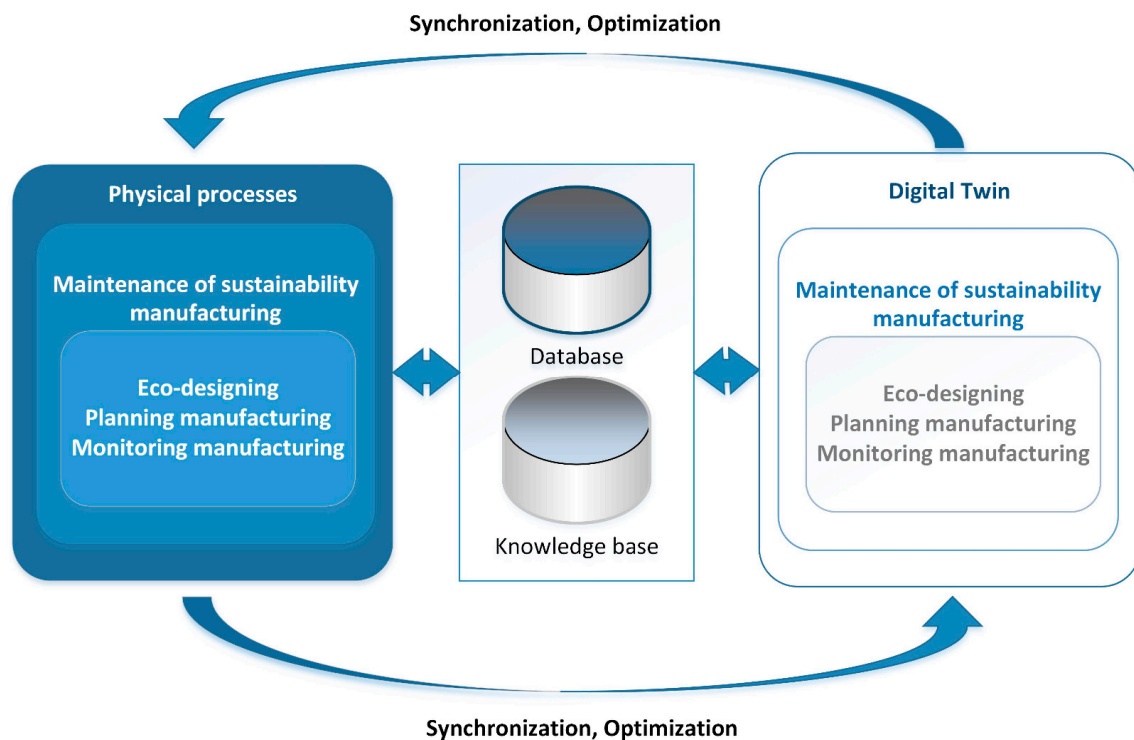 Synchronization, Optimization
Physical processes
Maintenance of sustainability
manufacturing
Eco-designing
Planning manufacturing
Monitoring manufacturing
Database
Knowledge base
Digital Twin
Maintenance of sustainability
manufacturing
Eco-designing
Planning manufacturing
Monitoring manufacturing
Synchronization, Optimization